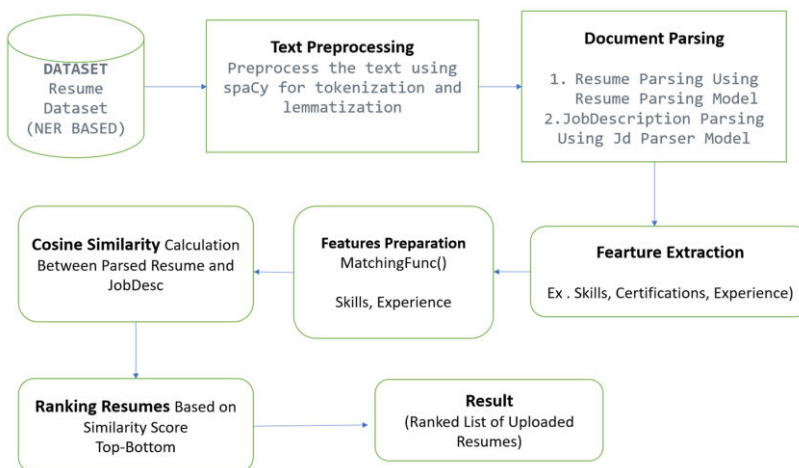 DATASET
Resume
Dataset
(NER BASED)
Text Preprocessing
Preprocess the text using
spaCy for tokenization and
lemmatization
Document Parsing
1. Resume Parsing Using
Resume Parsing Model
2.JobDescription Parsing
Using Jd Parser Model
Fearture Extraction
Ex . Skills, Certifications, Experience)
Features Preparation
MatchingFunc()
Skills, Experience
Cosine Similarity Calculation
Between Parsed Resume and
JobDesc
Ranking Resumes Based on
Similarity Score
Top-Bottom
Result
(Ranked List of Uploaded
Resumes)